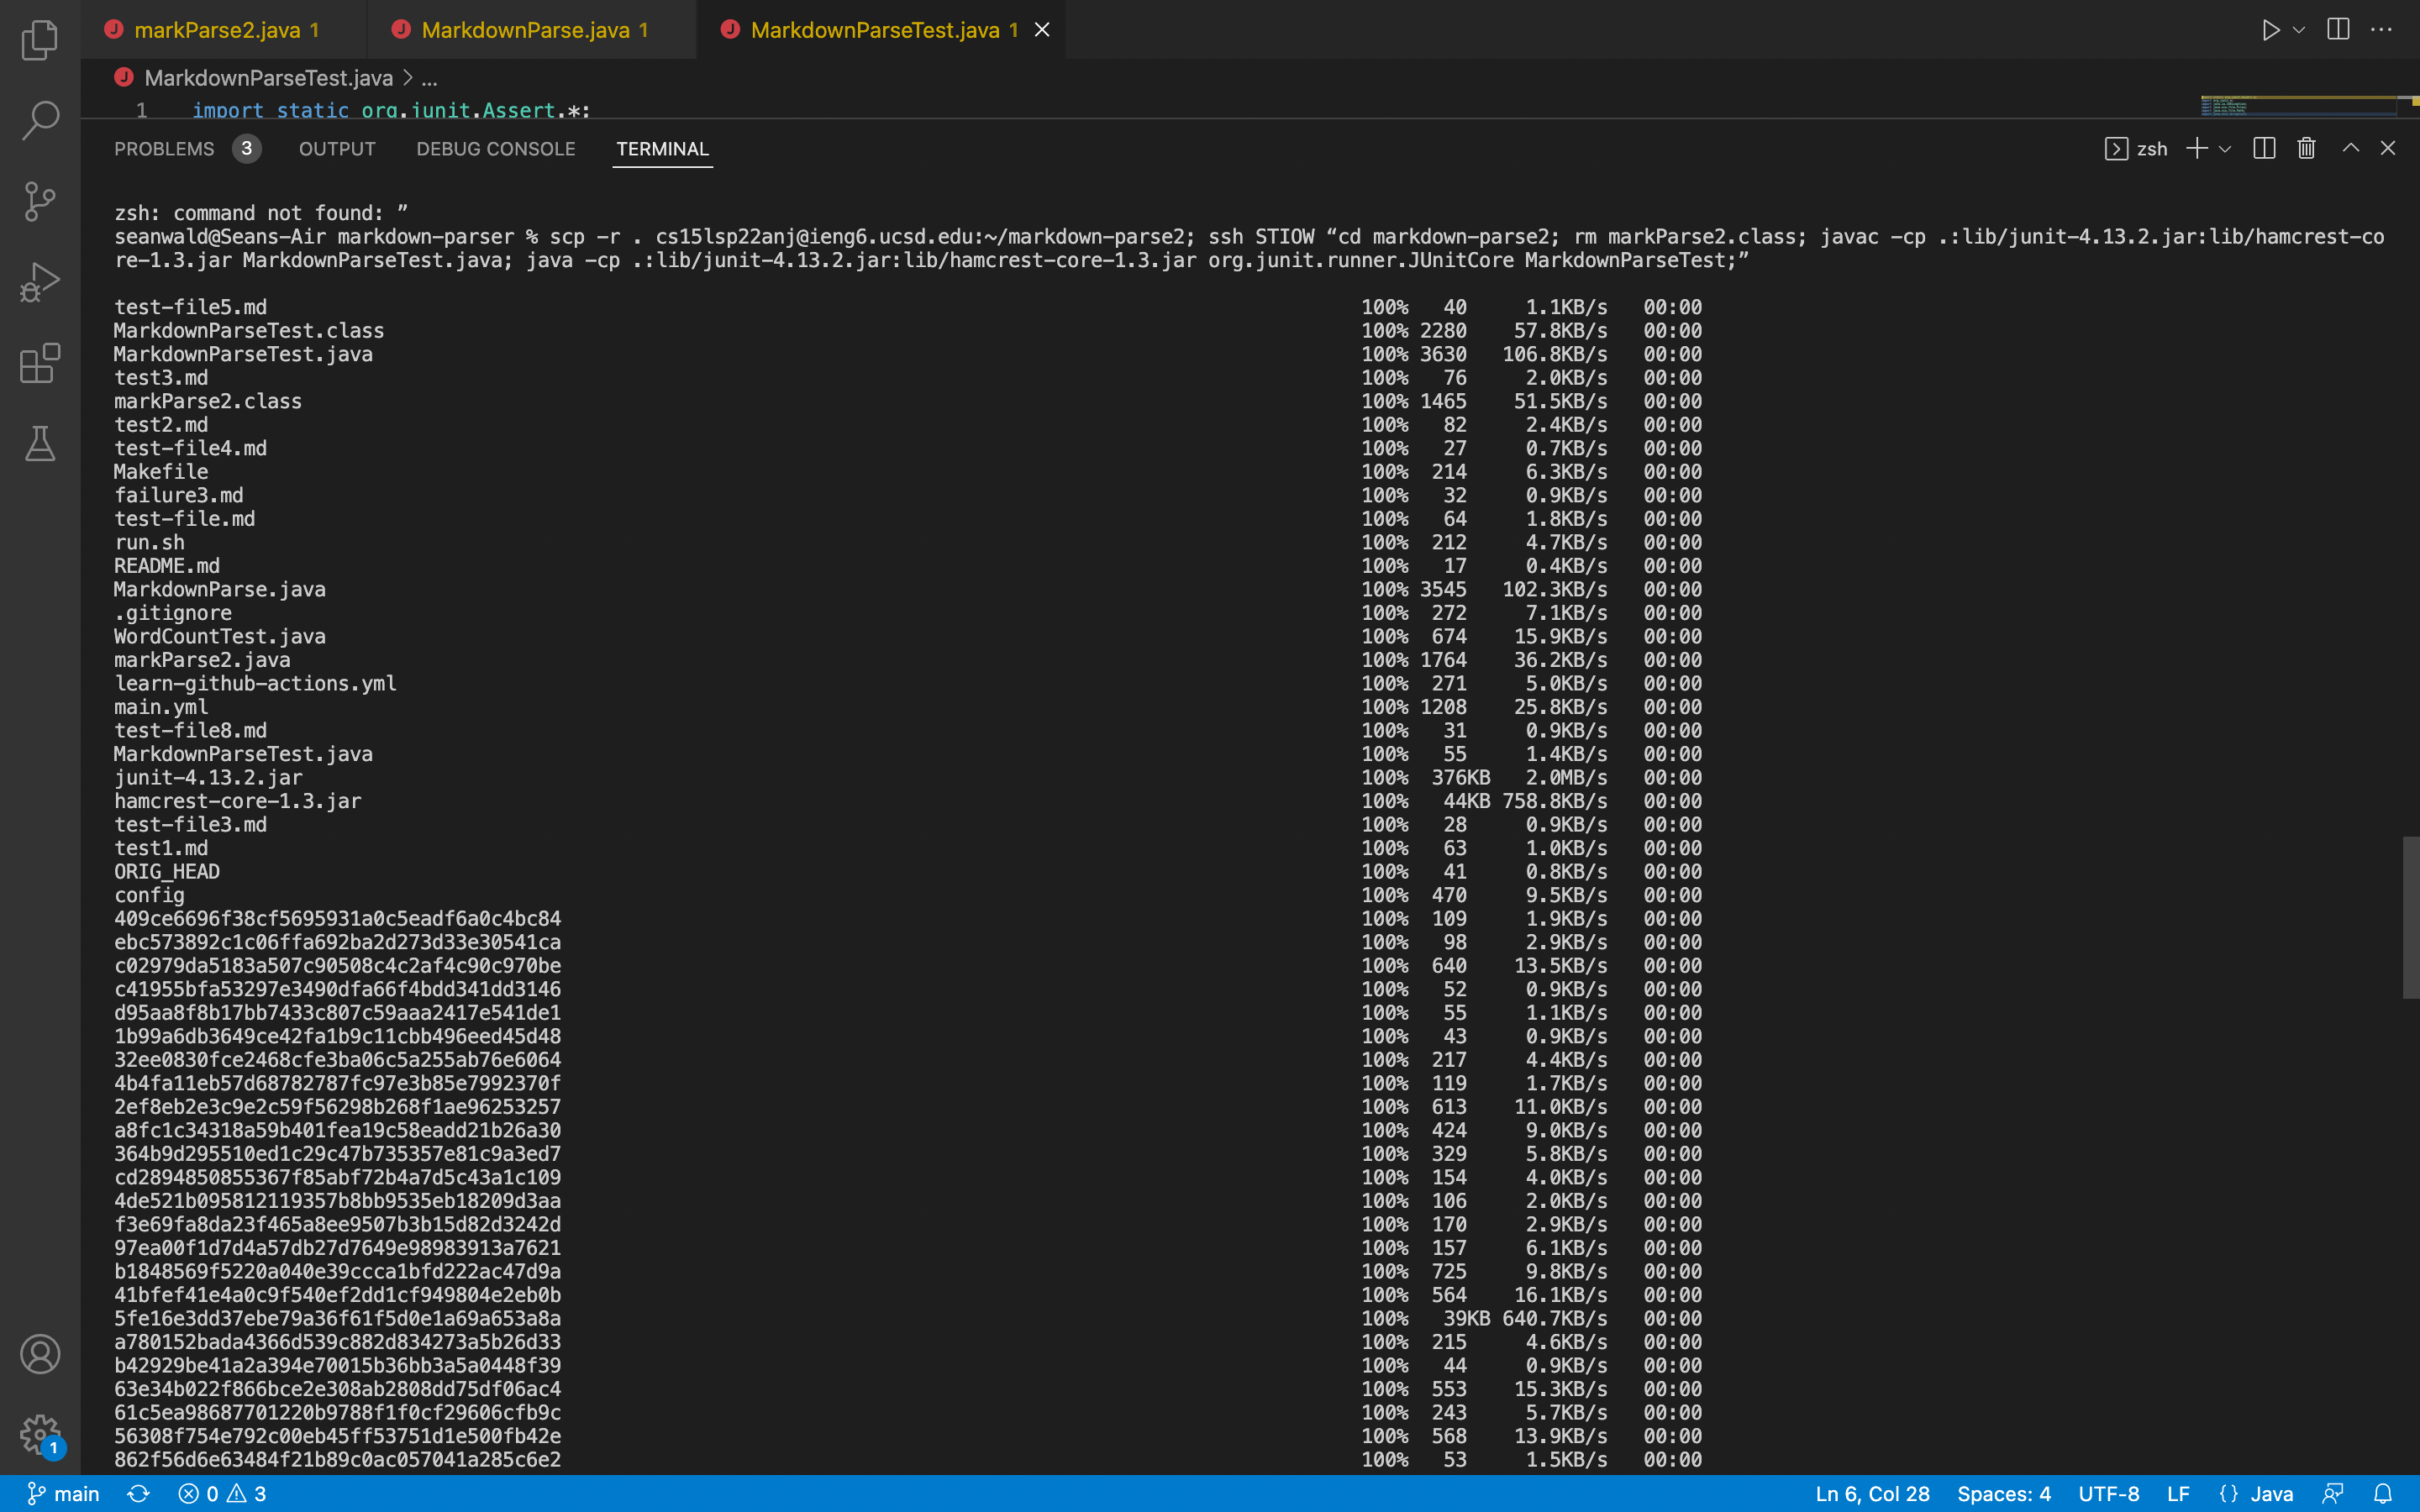 markParse2.java 1
MarkdownParse.java 1
MarkdownParseTest.java 1
MarkdownParseTest.java > ...
1 import static org.junit.Assert.*;
PROBLEMS 3 OUTPUT DEBUG CONSOLE TERMINAL
zsh
zsh: command not found: ”
seanwald@Seans-Air markdown-parser % scp -r . cs15lsp22anj@ieng6.ucsd.edu:~/markdown-parse2; ssh STIOW “cd markdown-parse2; rm markParse2.class; javac -cp .:lib/junit-4.13.2.jar:lib/hamcrest-co
re-1.3.jar MarkdownParseTest.java; java -cp .:lib/junit-4.13.2.jar:lib/hamcrest-core-1.3.jar org.junit.runner.JUnitCore MarkdownParseTest;”
test-file5.md 100% 40 1.1KB/s 00:00
MarkdownParseTest.class 100% 2280 57.8KB/s 00:00
MarkdownParseTest.java 100% 3630 106.8KB/s 00:00
test3.md 100% 76 2.0KB/s 00:00
markParse2.class 100% 1465 51.5KB/s 00:00
test2.md 100% 82 2.4KB/s 00:00
test-file4.md 100% 27 0.7KB/s 00:00
Makefile 100% 214 6.3KB/s 00:00
failure3.md 100% 32 0.9KB/s 00:00
test-file.md 100% 64 1.8KB/s 00:00
run.sh 100% 212 4.7KB/s 00:00
README.md 100% 17 0.4KB/s 00:00
MarkdownParse.java 100% 3545 102.3KB/s 00:00
.gitignore 100% 272 7.1KB/s 00:00
WordCountTest.java 100% 674 15.9KB/s 00:00
markParse2.java 100% 1764 36.2KB/s 00:00
learn-github-actions.yml 100% 271 5.0KB/s 00:00
main.yml 100% 1208 25.8KB/s 00:00
test-file8.md 100% 31 0.9KB/s 00:00
MarkdownParseTest.java 100% 55 1.4KB/s 00:00
junit-4.13.2.jar 100% 376KB 2.0MB/s 00:00
hamcrest-core-1.3.jar 100% 44KB 758.8KB/s 00:00
test-file3.md 100% 28 0.9KB/s 00:00
test1.md 100% 63 1.0KB/s 00:00
ORIG_HEAD 100% 41 0.8KB/s 00:00
config 100% 470 9.5KB/s 00:00
409ce6696f38cf5695931a0c5eadf6a0c4bc84 100% 109 1.9KB/s 00:00
ebc573892c1c06ffa692ba2d273d33e30541ca 100% 98 2.9KB/s 00:00
c02979da5183a507c90508c4c2af4c90c970be 100% 640 13.5KB/s 00:00
c41955bfa53297e3490dfa66f4bdd341dd3146 100% 52 0.9KB/s 00:00
d95aa8f8b17bb7433c807c59aaa2417e541de1 100% 55 1.1KB/s 00:00
1b99a6db3649ce42fa1b9c11cbb496eed45d48 100% 43 0.9KB/s 00:00
32ee0830fce2468cfe3ba06c5a255ab76e6064 100% 217 4.4KB/s 00:00
4b4fa11eb57d68782787fc97e3b85e7992370f 100% 119 1.7KB/s 00:00
2ef8eb2e3c9e2c59f56298b268f1ae96253257 100% 613 11.0KB/s 00:00
a8fc1c34318a59b401fea19c58eadd21b26a30 100% 424 9.0KB/s 00:00
364b9d295510ed1c29c47b735357e81c9a3ed7 100% 329 5.8KB/s 00:00
cd2894850855367f85abf72b4a7d5c43a1c109 100% 154 4.0KB/s 00:00
4de521b095812119357b8bb9535eb18209d3aa 100% 106 2.0KB/s 00:00
f3e69fa8da23f465a8ee9507b3b15d82d3242d 100% 170 2.9KB/s 00:00
97ea00f1d7d4a57db27d7649e98983913a7621 100% 157 6.1KB/s 00:00
b1848569f5220a040e39ccca1bfd222ac47d9a 100% 725 9.8KB/s 00:00
41bfef41e4a0c9f540ef2dd1cf949804e2eb0b 100% 564 16.1KB/s 00:00
5fe16e3dd37ebe79a36f61f5d0e1a69a653a8a 100% 39KB 640.7KB/s 00:00
a780152bada4366d539c882d834273a5b26d33 100% 215 4.6KB/s 00:00
b42929be41a2a394e70015b36bb3a5a0448f39 100% 44 0.9KB/s 00:00
63e34b022f866bce2e308ab2808dd75df06ac4 100% 553 15.3KB/s 00:00
61c5ea98687701220b9788f1f0cf29606cfb9c 100% 243 5.7KB/s 00:00
56308f754e792c00eb45ff53751d1e500fb42e 100% 568 13.9KB/s 00:00
862f56d6e63484f21b89c0ac057041a285c6e2 100% 53 1.5KB/s 00:00
1
main 0 3 Ln 6, Col 28 Spaces: 4 UTF-8 LF {} Java